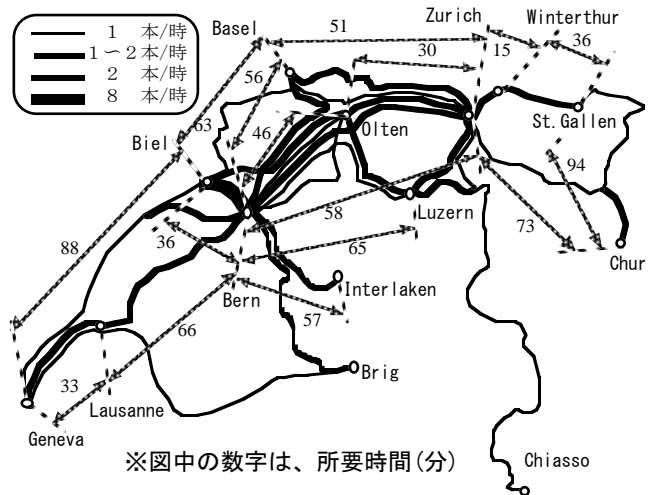 1 本/時
1〜2本/時
2 本/時
8 本/時
Basel
51
Zurich
Winterthur
30
15
36
56
63
46
Olten
St.Gallen
Biel
94
58
Luzern
73
88
36
65
Chur
Bern
Interlaken
66
57
33
Brig
Lausanne
Geneva
※図中の数字は、所要時間(分)
Chiasso